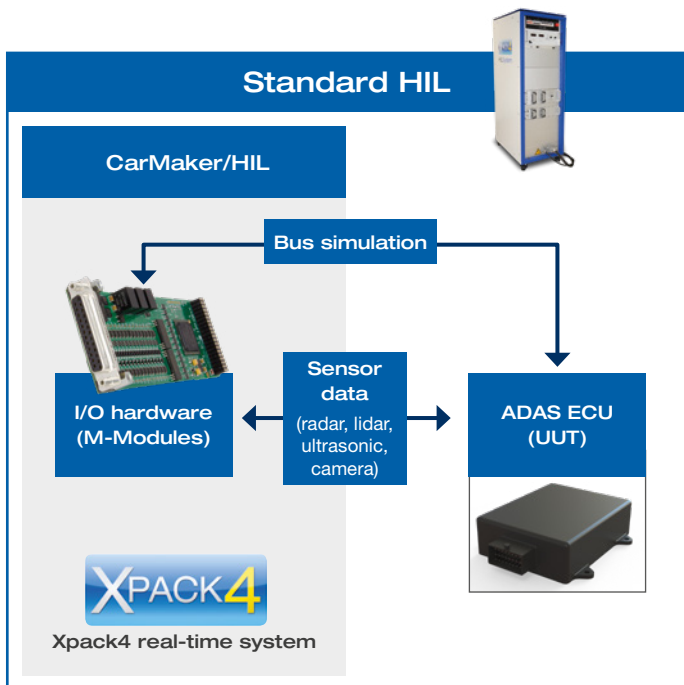 Standard HIL
CarMaker/HIL
Bus simulation
I/O hardware
(M-Modules)
Sensor
data
(radar, lidar,
ultrasonic,
camera)
ADAS ECU
(UUT)
XPACK4
Xpack4 real-time system